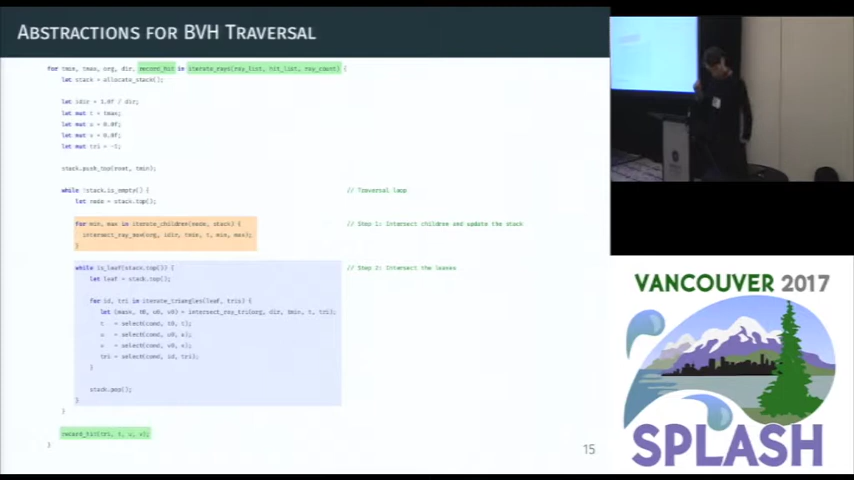 ABSTRACTIONS FOR BVH TRAVERSAL
for tmin, tmax, org, dir, record_hit in iterate_rays(ray_list, hit_list, ray_count) {
let stack = allocate_stack();
let idir = 1.0f / dir;
let mut t = tmax;
let mut u = 0.0f;
let mut v = 0.0f;
let mut tri = -1;
stack.push_top(root, tmin);
while !stack.is_empty() { // Traversal loop
let node = stack.top();
for min, max in iterate_children(node, stack) { // Step 1: Intersect children and update the stack
intersect_ray_box(org, idir, tmin, t, min, max);
}
while is_leaf(stack.top()) { // Step 2: Intersect the leaves
let leaf = stack.top();
for id, tri in iterate_triangles(leaf, tris) {
let (mask, t0, u0, v0) = intersect_ray_tri(org, dir, tmin, t, tri);
t = select(cond, t0, t);
u = select(cond, u0, u);
v = select(cond, v0, v);
tri = select(cond, id, tri);
}
stack.pop();
}
}
record_hit(tri, t, u, v);
}
15
VANCOUVER 2017
SPLASH